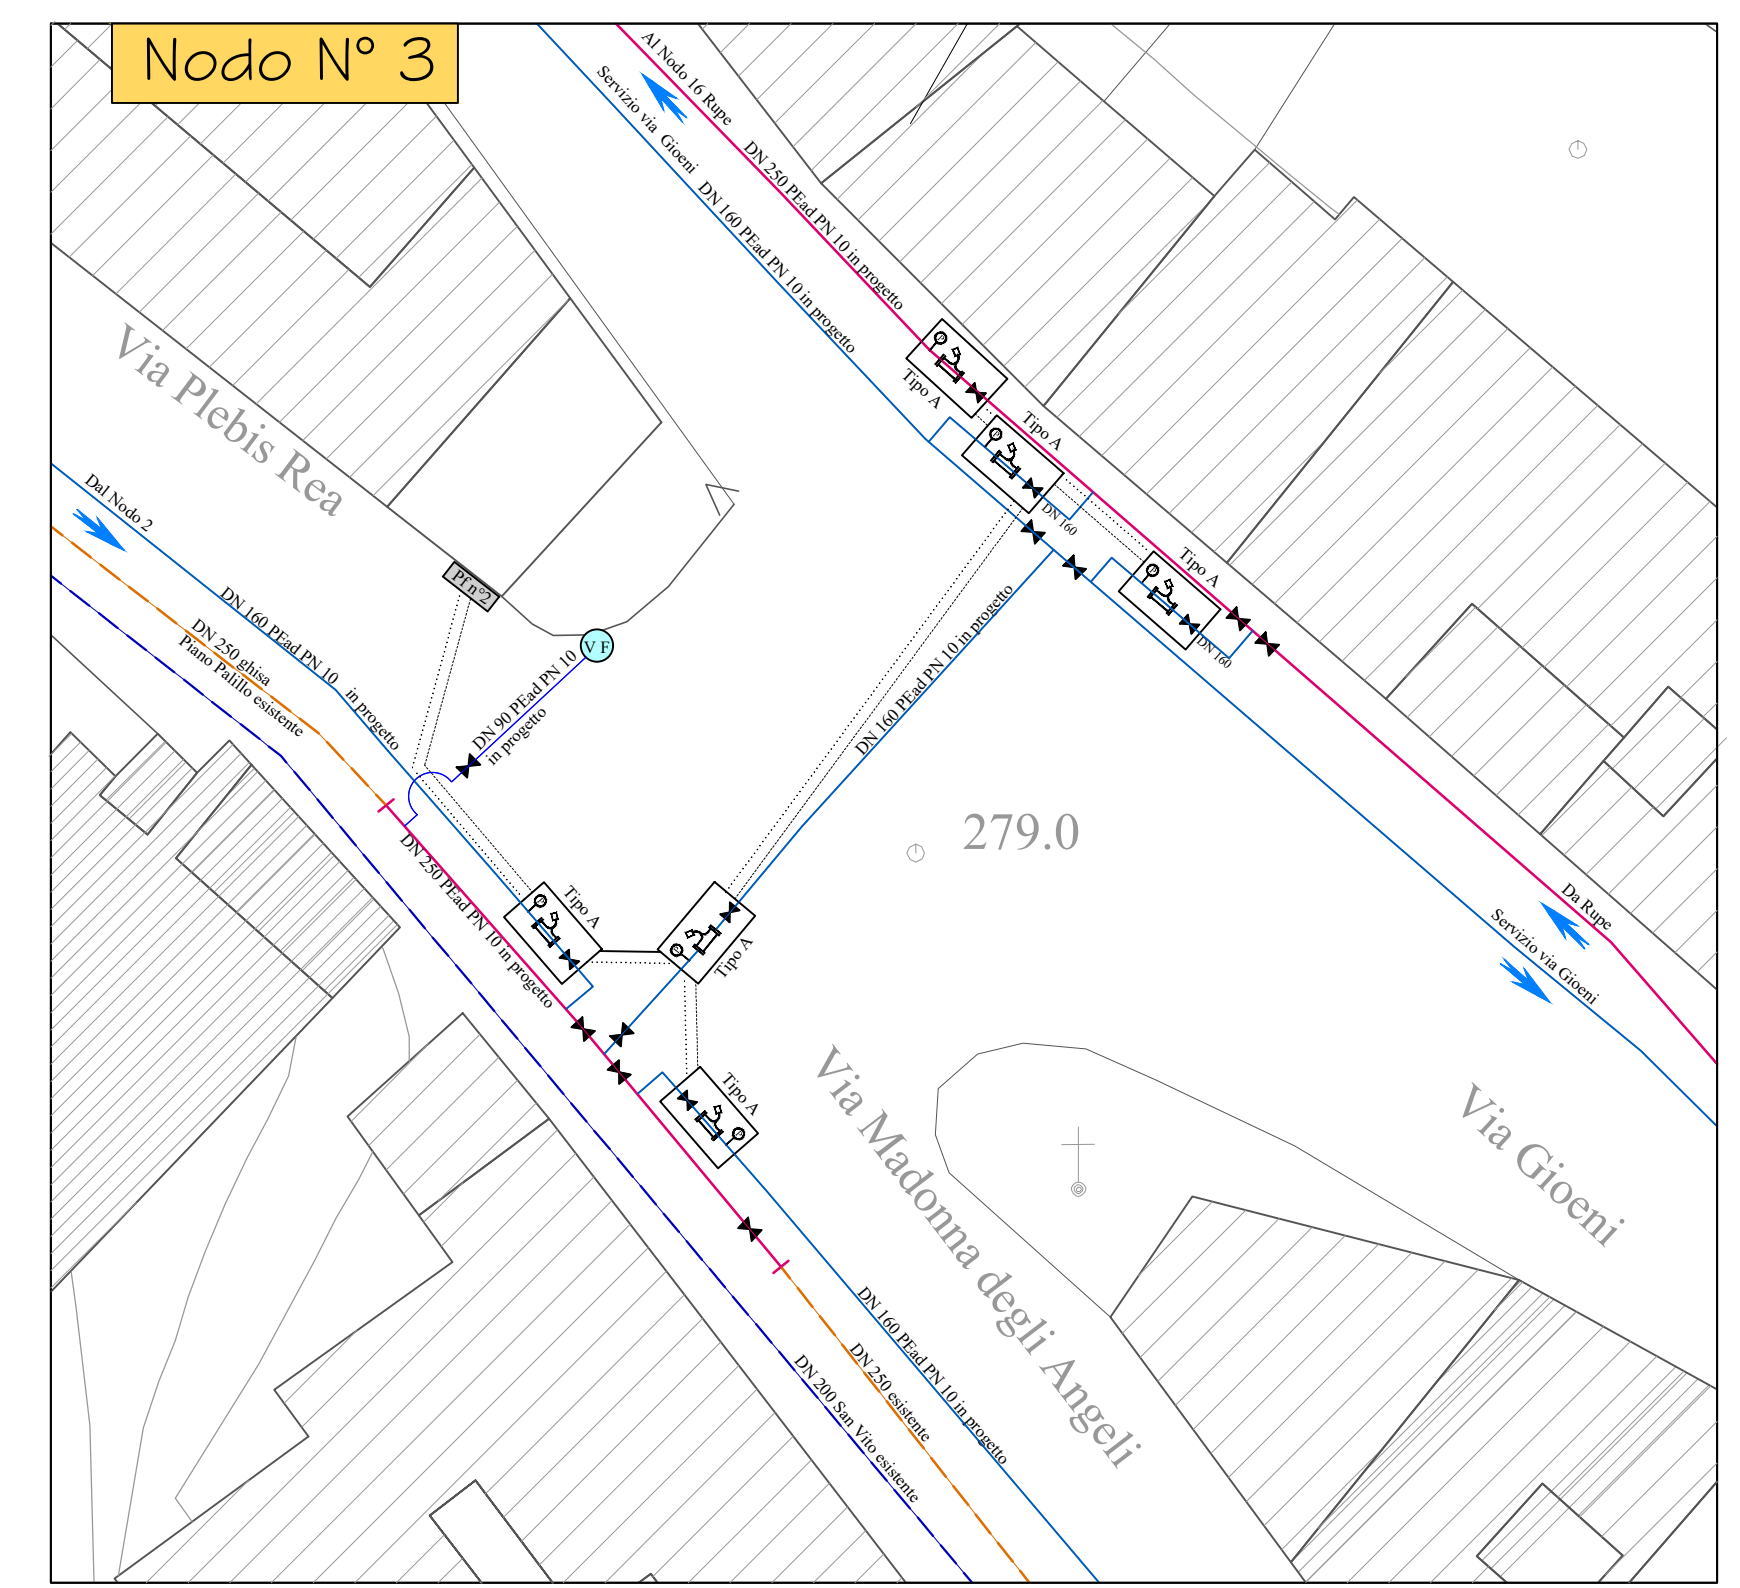 Nodo N° 3
Al Nodo 16 Rupe
Servizio via Gioeni
DN 250 PEad PN 10 in progetto
DN 160 PEad PN 10 in progetto
Via Plebis Rea
Tipo A
Tipo A
DN 160
Tipo A
DN 160
Dal Nodo 2
Pf n°2
V F
DN 160 PEad PN 10 in progetto
DN 250 ghisa
Piano Palillo esistente
DN 90 PEad PN 10
in progetto
DN 160 PEad PN 10 in progetto
279.0
DN 250 PEad PN 10 in progetto
Tipo A
Tipo A
Tipo A
Da Rupe
Servizio via Gioeni
Via Madonna degli Angeli
Via Gioeni
DN 160 PEad PN 10 in progetto
DN 250 esistente
DN 200 San Vito esistente